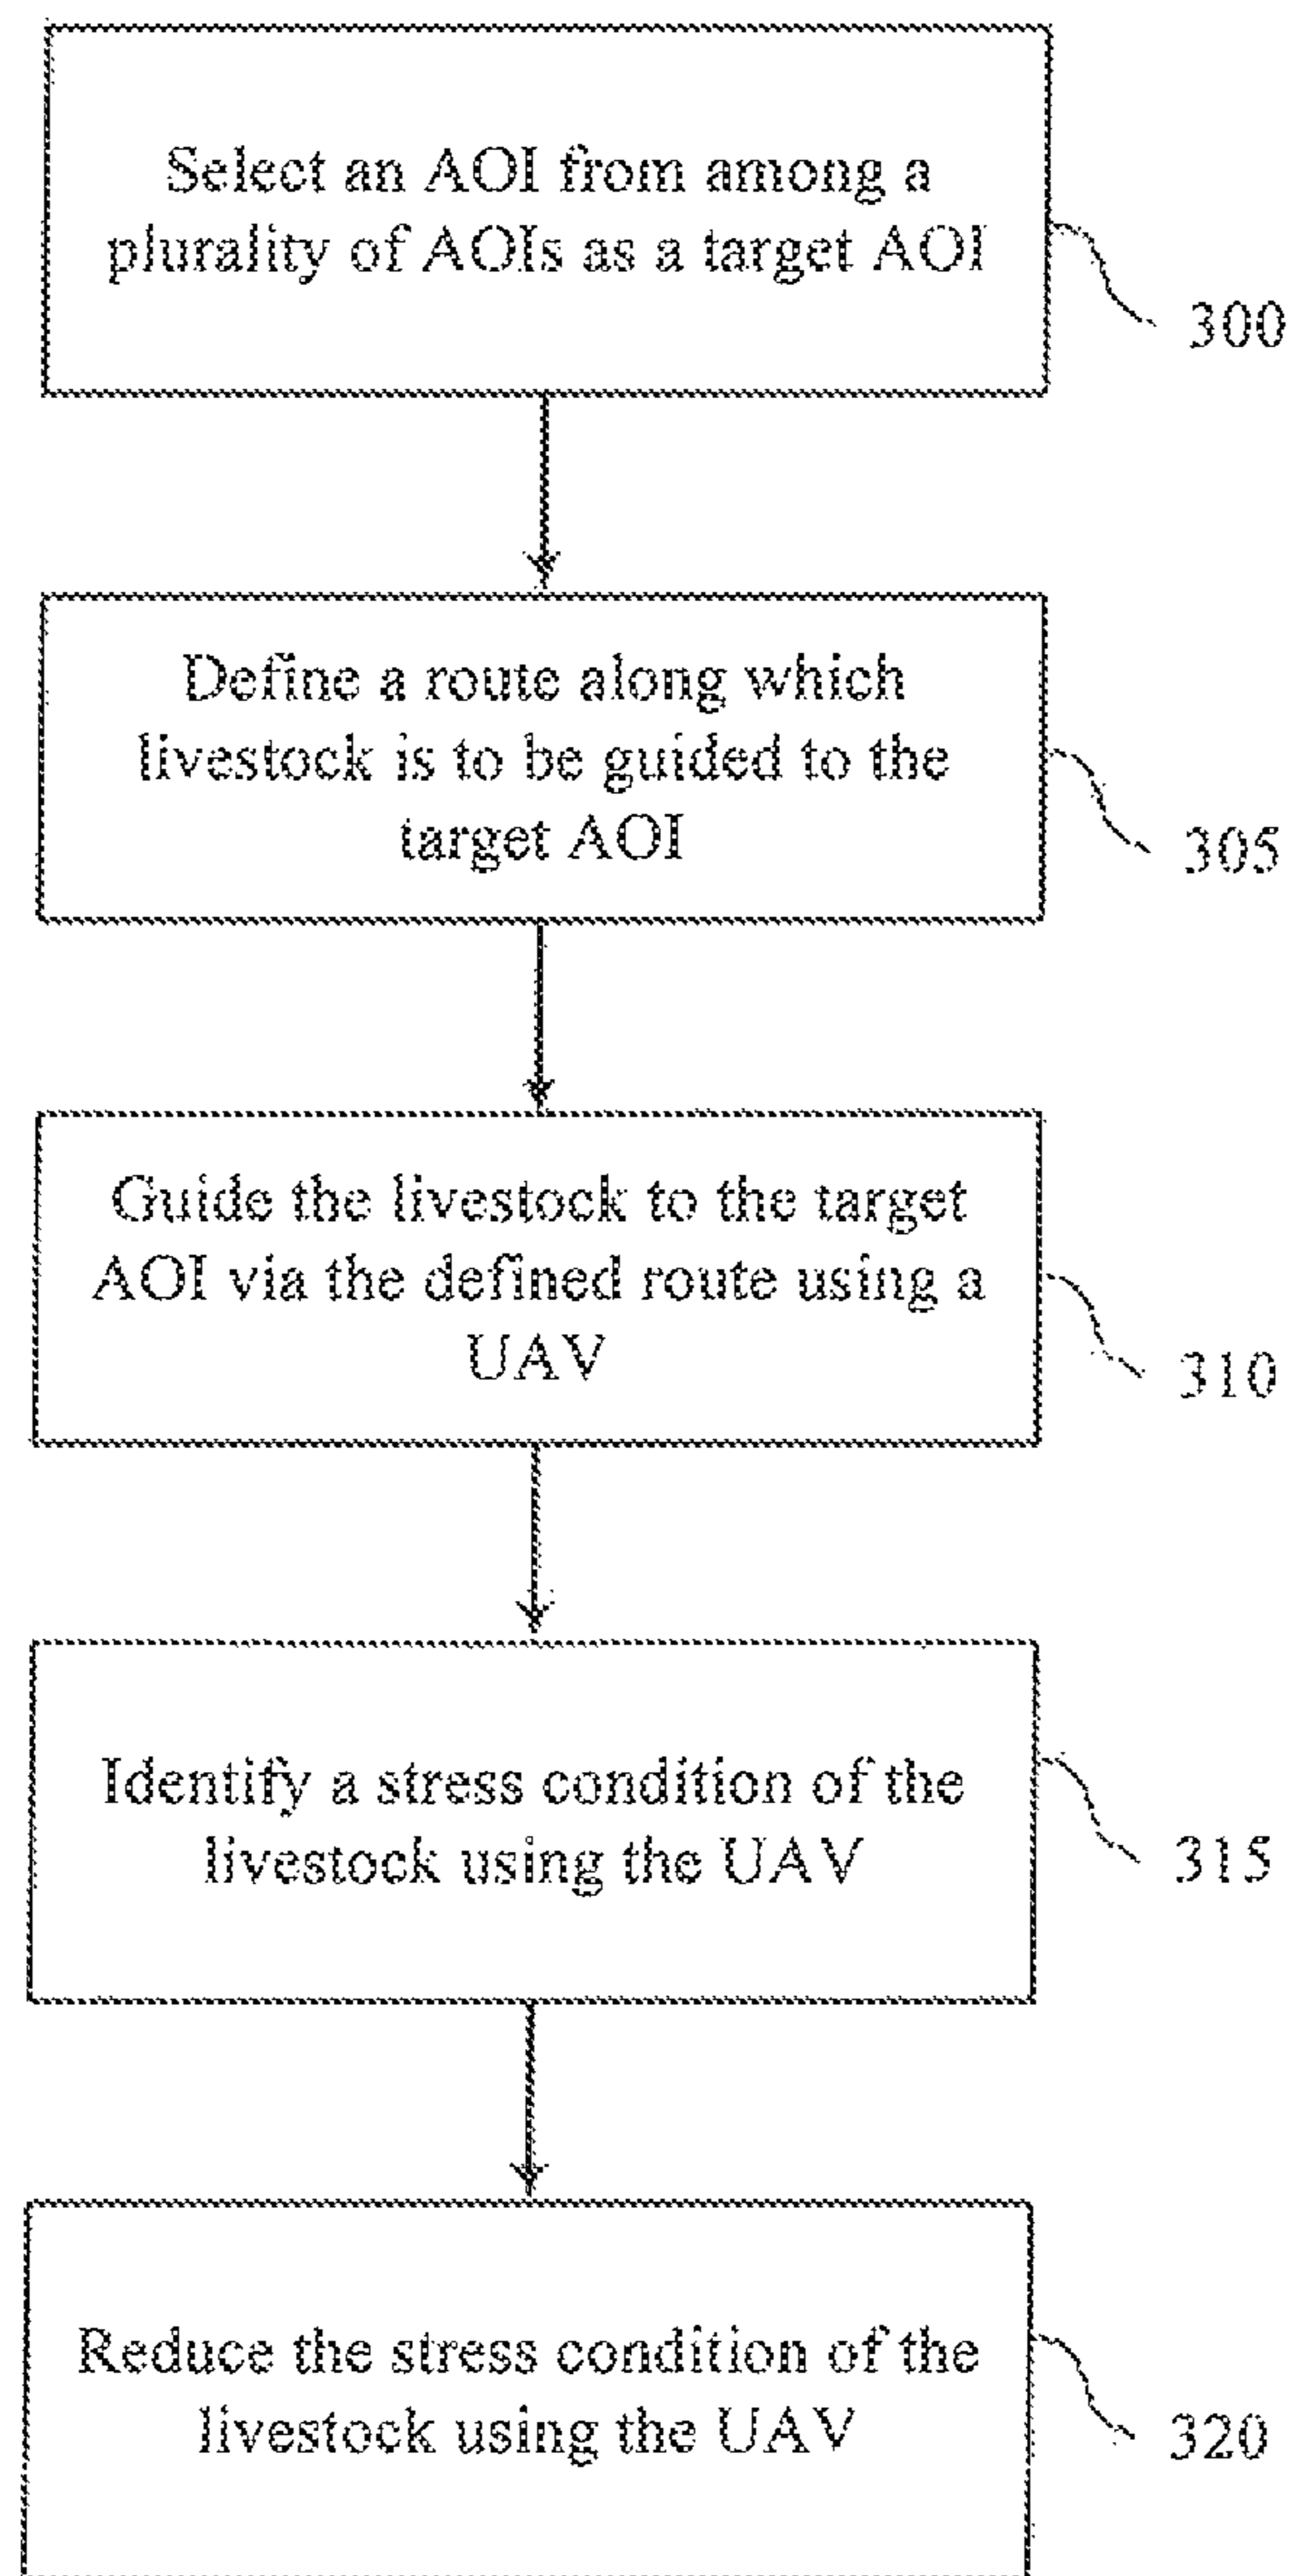 Select an AOI from among a
plurality of AOIs as a target AOI
300
Define a route along which
livestock is to be guided to the
target AOI
305
Guide the livestock to the target
AOI via the defined route using a
UAV
310
Identify a stress condition of the
livestock using the UAV
315
Reduce the stress condition of the
livestock using the UAV
320